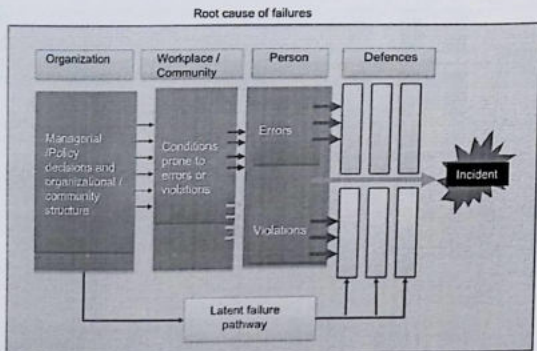 Root cause of failures
Organization
Workplace /
Community
Person
Defences
Managerial
/Policy
decisions and
organizational /
community
structure
Conditions
prone to
errors or
violations
Errors
Violations
Incident
Latent failure
pathway